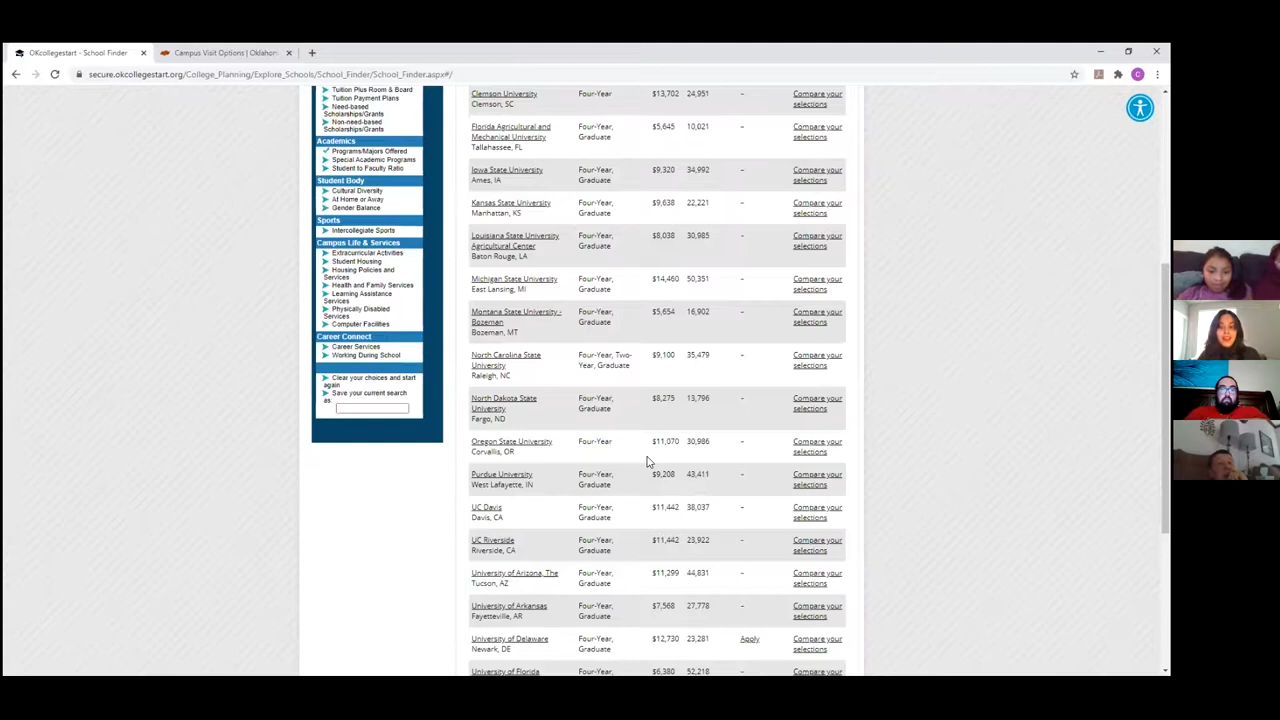 OKcollegestart - School Finder
Campus Visit Options | Oklahom
secure.okcollegestart.org/College_Planning/Explore_Schools/School_Finder/School_Finder.aspx#/
C
Tuition Plus Room & Board
Tuition Payment Plans
Need-based
Scholarships/Grants
Non-need-based
Scholarships/Grants
Academics
Programs/Majors Offered
Special Academic Programs
Student to Faculty Ratio
Student Body
Cultural Diversity
At Home or Away
Gender Balance
Sports
Intercollegiate Sports
Campus Life & Services
Extracurricular Activities
Student Housing
Housing Policies and
Services
Health and Family Services
Learning Assistance
Services
Physically Disabled
Services
Computer Facilities
Career Connect
Career Services
Working During School
Clear your choices and start
again
Save your current search
as:
Clemson University Four-Year $13,702 24,951 – Compare your
Clemson, SC selections
Florida Agricultural and Four-Year, $5,645 10,021 – Compare your
Mechanical University Graduate selections
Tallahassee, FL
Iowa State University Four-Year, $9,320 34,992 – Compare your
Ames, IA Graduate selections
Kansas State University Four-Year, $9,638 22,221 – Compare your
Manhattan, KS Graduate selections
Louisiana State University Four-Year, $8,038 30,985 – Compare your
Agricultural Center Graduate selections
Baton Rouge, LA
Michigan State University Four-Year, $14,460 50,351 – Compare your
East Lansing, MI Graduate selections
Montana State University - Four-Year, $5,654 16,902 – Compare your
Bozeman Graduate selections
Bozeman, MT
North Carolina State Four-Year, Two- $9,100 35,479 – Compare your
University Year, Graduate selections
Raleigh, NC
North Dakota State Four-Year, $8,275 13,796 – Compare your
University Graduate selections
Fargo, ND
Oregon State University Four-Year $11,070 30,986 – Compare your
Corvallis, OR selections
Purdue University Four-Year, $9,208 43,411 – Compare your
West Lafayette, IN Graduate selections
UC Davis Four-Year, $11,442 38,037 – Compare your
Davis, CA Graduate selections
UC Riverside Four-Year, $11,442 23,922 – Compare your
Riverside, CA Graduate selections
University of Arizona, The Four-Year, $11,299 44,831 – Compare your
Tucson, AZ Graduate selections
University of Arkansas Four-Year, $7,568 27,778 – Compare your
Fayetteville, AR Graduate selections
University of Delaware Four-Year, $12,730 23,281 Apply Compare your
Newark, DE Graduate selections
University of Florida Four-Year, $6,380 52,218 – Compare your